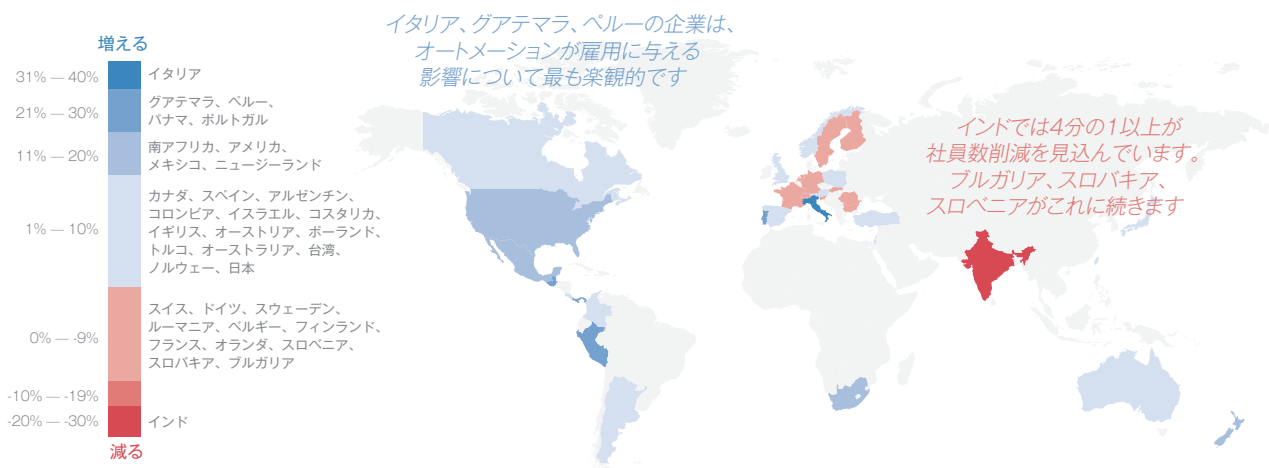 イタリア、グアテマラ、ペルーの企業は、
オートメーションが雇用に与える
影響について最も楽観的です
増える
31% — 40%
イタリア
21% — 30%
グアテマラ、ペルー、
パナマ、ポルトガル
11% — 20%
南アフリカ、アメリカ、
メキシコ、ニュージーランド
1% — 10%
カナダ、スペイン、アルゼンチン、
コロンビア、イスラエル、コスタリカ、
イギリス、オーストリア、ポーランド、
トルコ、オーストラリア、台湾、
ノルウェー、日本
0% — -9%
スイス、ドイツ、スウェーデン、
ルーマニア、ベルギー、フィンランド、
フランス、オランダ、スロベニア、
スロバキア、ブルガリア
-10% — -19%
-20% — -30%
インド
減る
インドでは4分の1以上が
社員数削減を見込んでいます。
ブルガリア、スロバキア、
スロベニアがこれに続きます